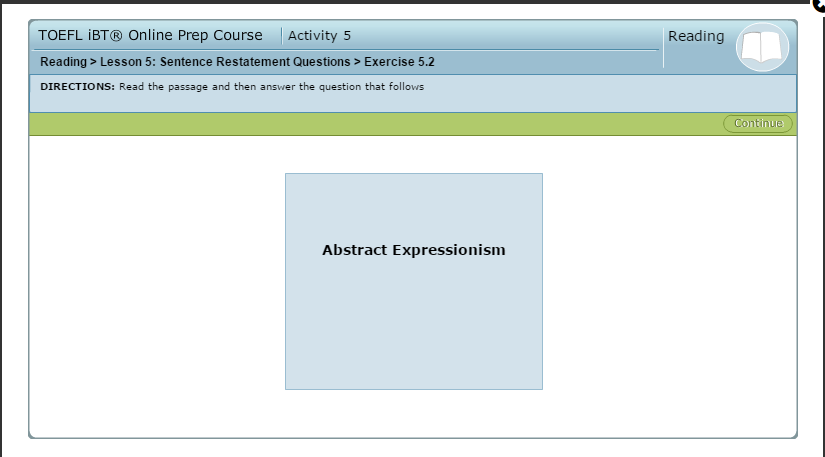 TOEFL iBT® Online Prep Course Activity 5 Reading
Reading > Lesson 5: Sentence Restatement Questions > Exercise 5.2
DIRECTIONS: Read the passage and then answer the question that follows
Continue
Abstract Expressionism